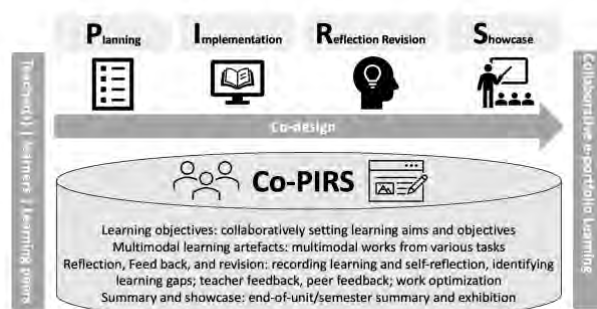 Planning
Implementation
Reflection Revision
Showcase
Teacher(s) | learners | Learning peers
Co-design
Collaborative e-portfolio Learning
Co-PIRS
Learning objectives: collaboratively setting learning aims and objectives
Multimodal learning artefacts: multimodal works from various tasks
Reflection, Feed back, and revision: recording learning and self-reflection, identifying
learning gaps; teacher feedback, peer feedback; work optimization
Summary and showcase: end-of-unit/semester summary and exhibition